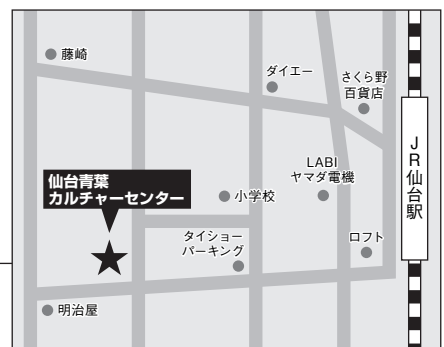 藤崎
ダイエー
さくら野
百貨店
JR仙台駅
LABI
ヤマダ電機
仙台青葉
カルチャーセンター
小学校
タイショー
パーキング
ロフト
明治屋